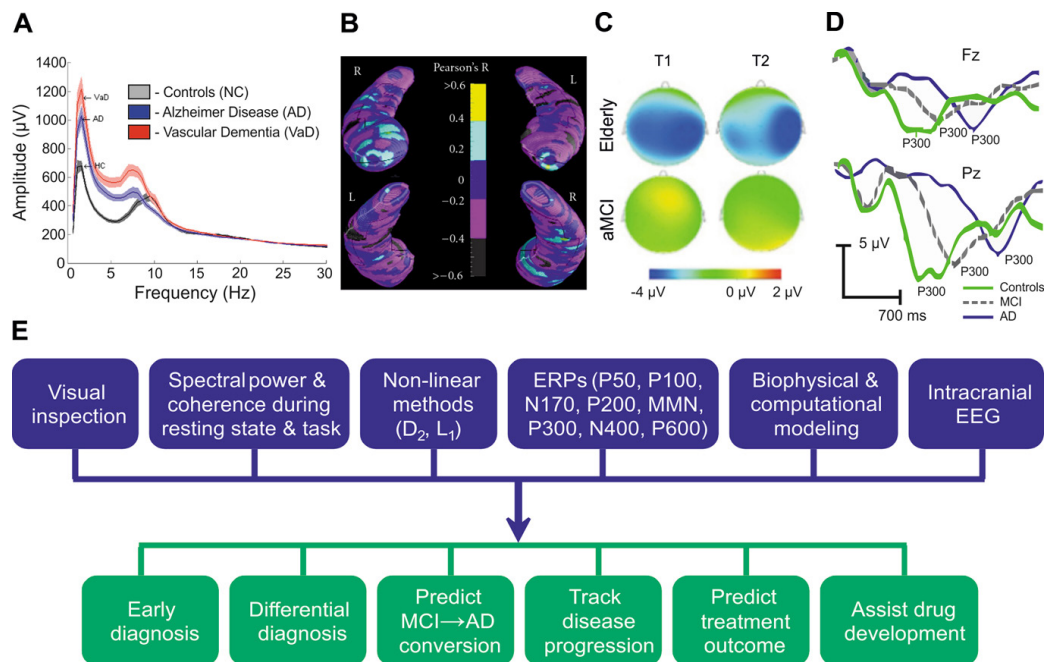 A
1400
1200
1000
800
600
400
200
0
Amplitude (µV)
VaD
AD
HC
- Controls (NC)
- Alzheimer Disease (AD)
- Vascular Dementia (VaD)
0 5 10 15 20 25 30
Frequency (Hz)
B
R
L
L
R
Pearson's R
>0.6
0.4
0.2
0
−0.2
−0.4
>−0.6
C
T1 T2
Elderly
aMCI
-4 µV 0 µV 2 µV
D
Fz
P300
P300
P300
Pz
P300
P300
P300
5 µV
700 ms
Controls
MCI
AD
E
Visual
inspection
Spectral power &
coherence during
resting state & task
Non-linear
methods
(D2, L1)
ERPs (P50, P100,
N170, P200, MMN,
P300, N400, P600)
Biophysical &
computational
modeling
Intracranial
EEG
Early
diagnosis
Differential
diagnosis
Predict
MCI→AD
conversion
Track
disease
progression
Predict
treatment
outcome
Assist drug
development